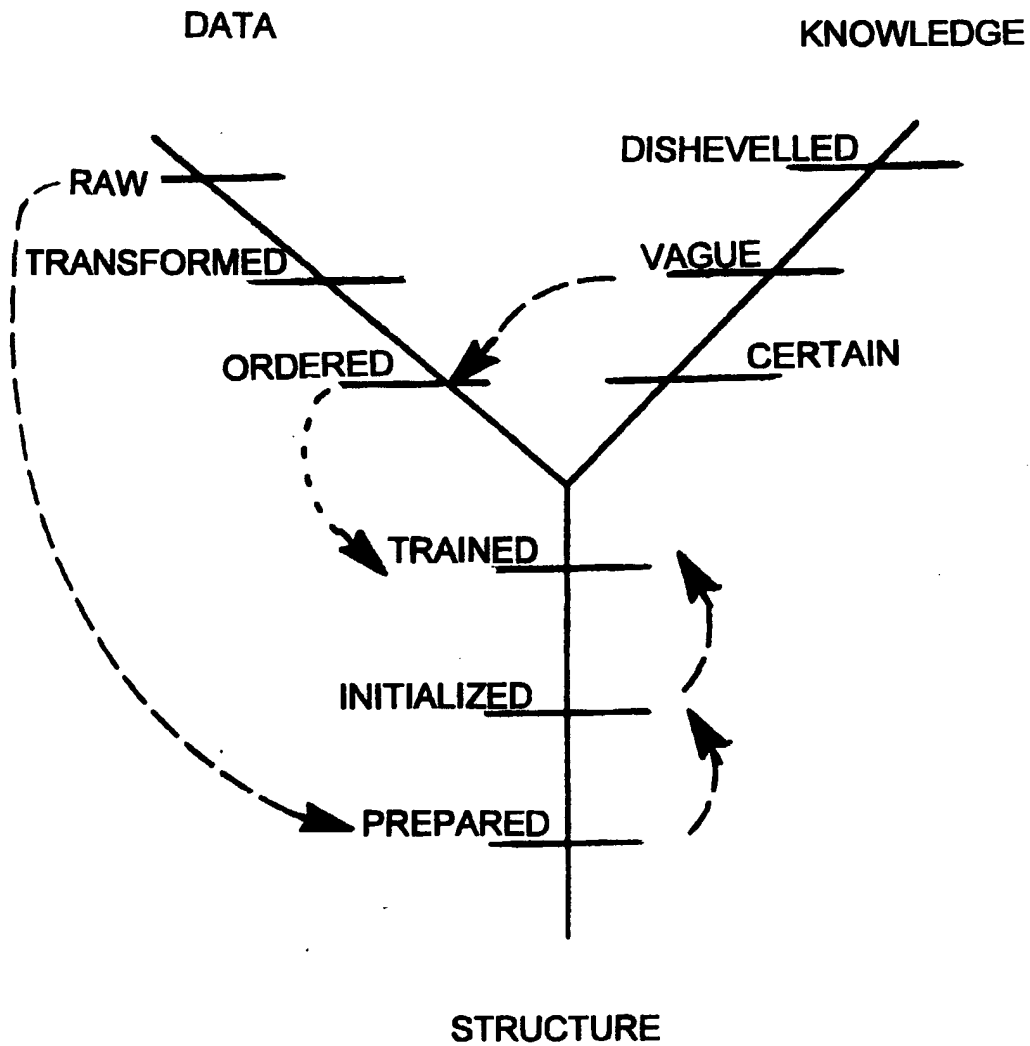 DATA
KNOWLEDGE
DISHEVELLED
RAW
VAGUE
TRANSFORMED
CERTAIN
ORDERED
TRAINED
INITIALIZED
PREPARED
STRUCTURE